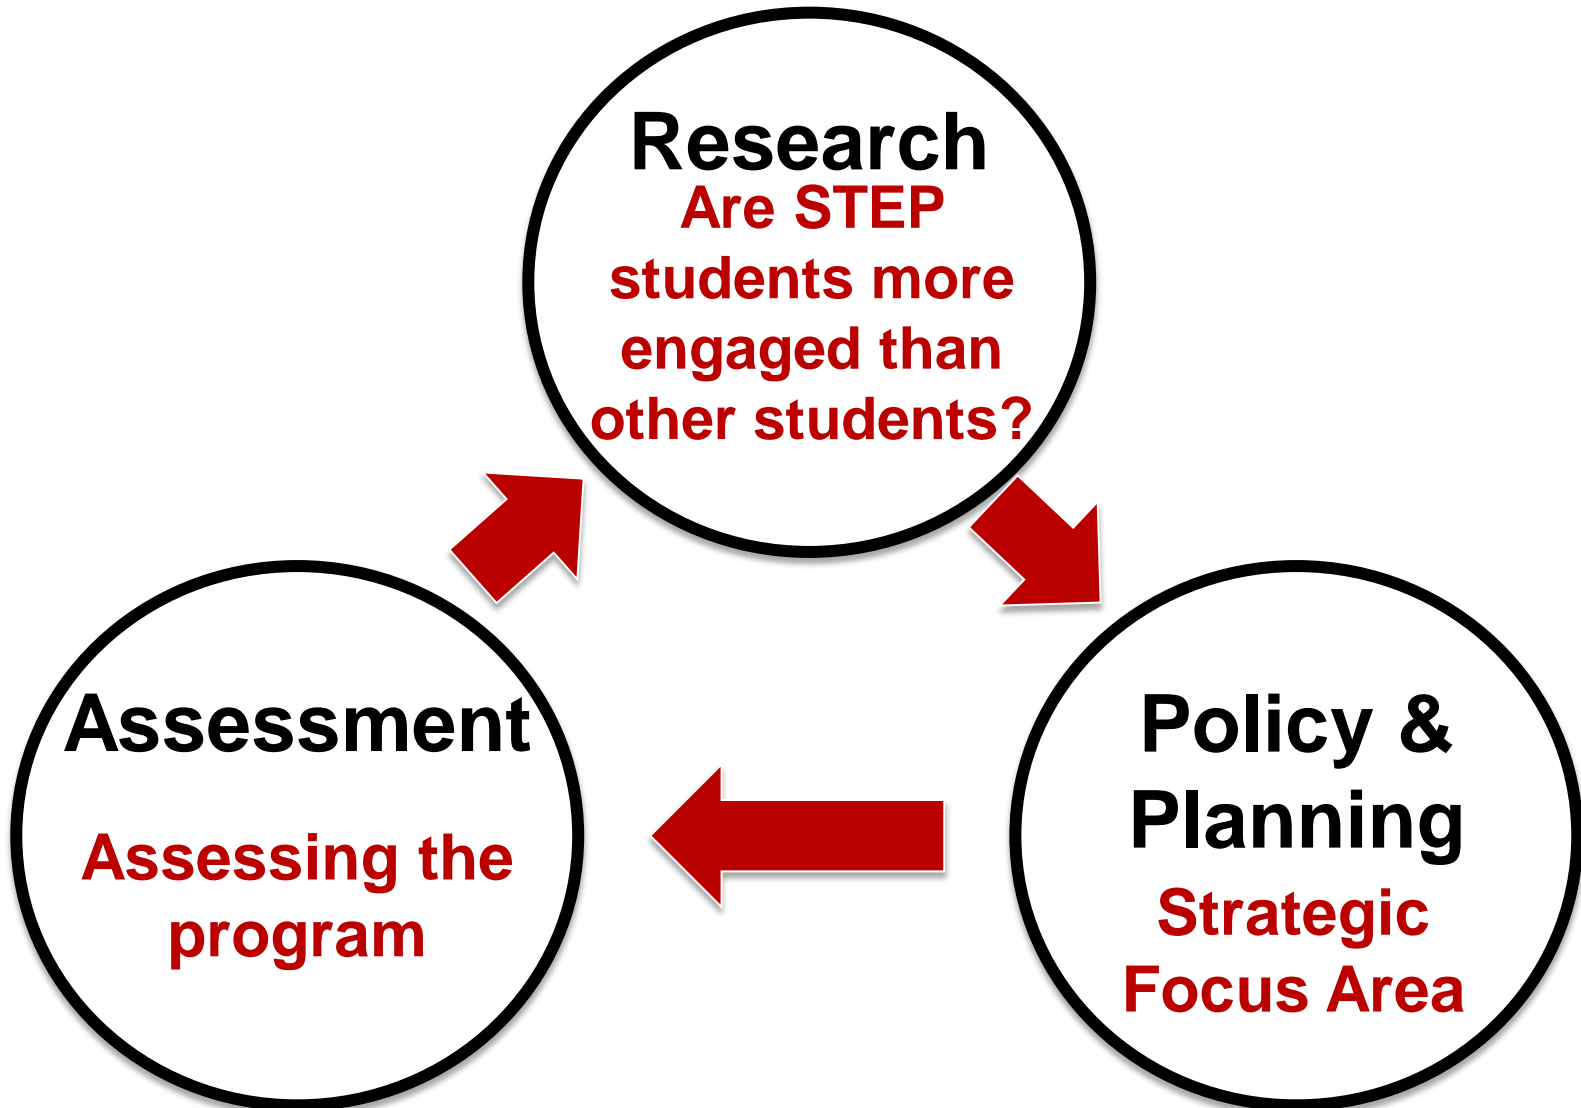 Research
Are STEP
students more
engaged than
other students?
Assessment
Assessing the
program
Policy &
Planning
Strategic
Focus Area